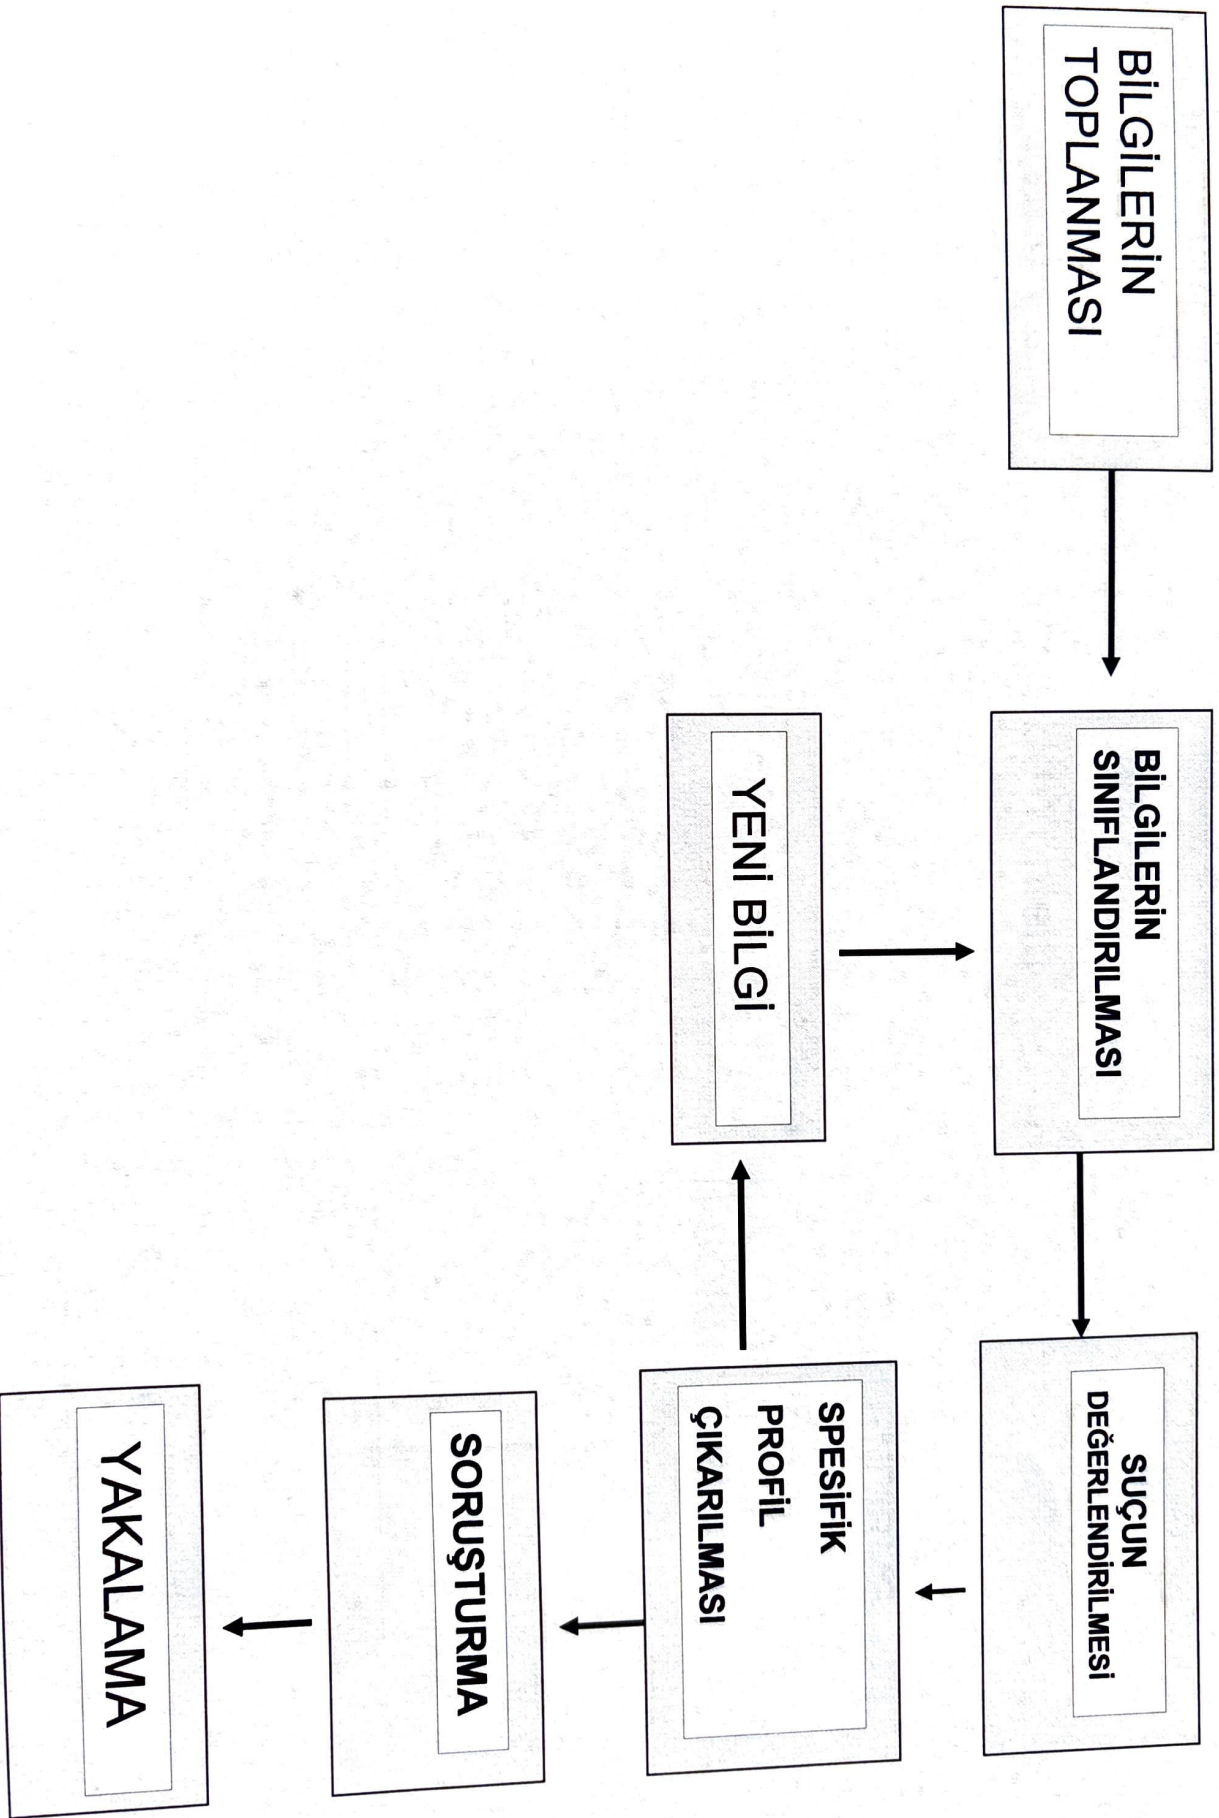 BİLGİLERİN
TOPLANMASI
BİLGİLERİN
SINIFLANDIRILMASI
SUÇUN
DEĞERLENDİRİLMESİ
YENİ BİLGİ
SPESİFİK
PROFİL
ÇIKARILMASI
SORUŞTURMA
YAKALAMA